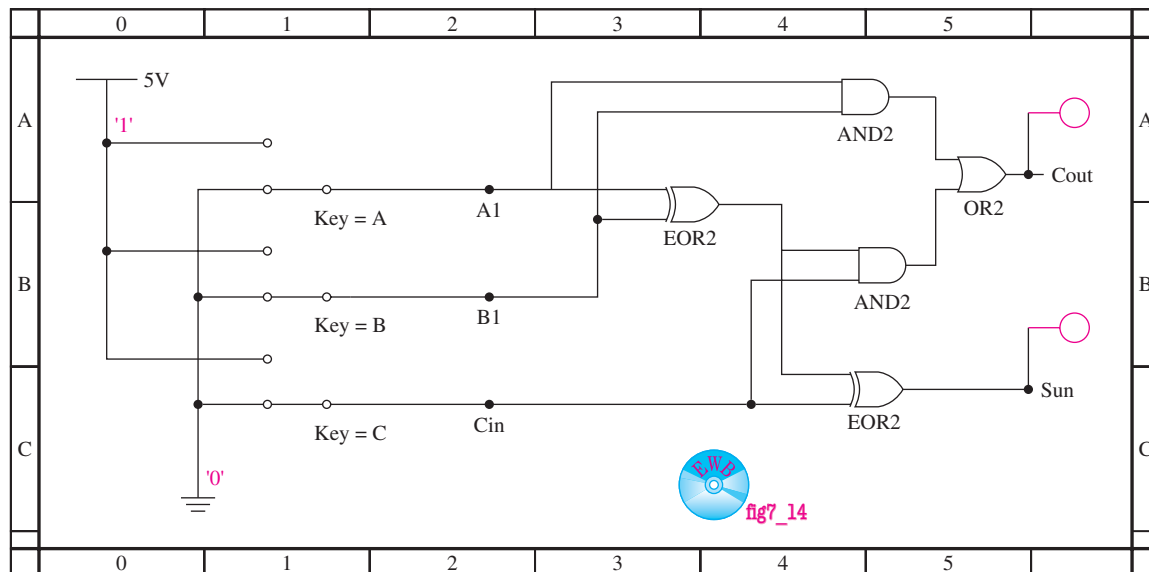 0 1 2 3 4 5
5V
A
'1'
A
AND2
Cout
A1
Key = A
OR2
EOR2
B
B
AND2
B1
Key = B
Sun
Cin
EOR2
Key = C
C
C
EWB
'0'
fig7_14
0 1 2 3 4 5